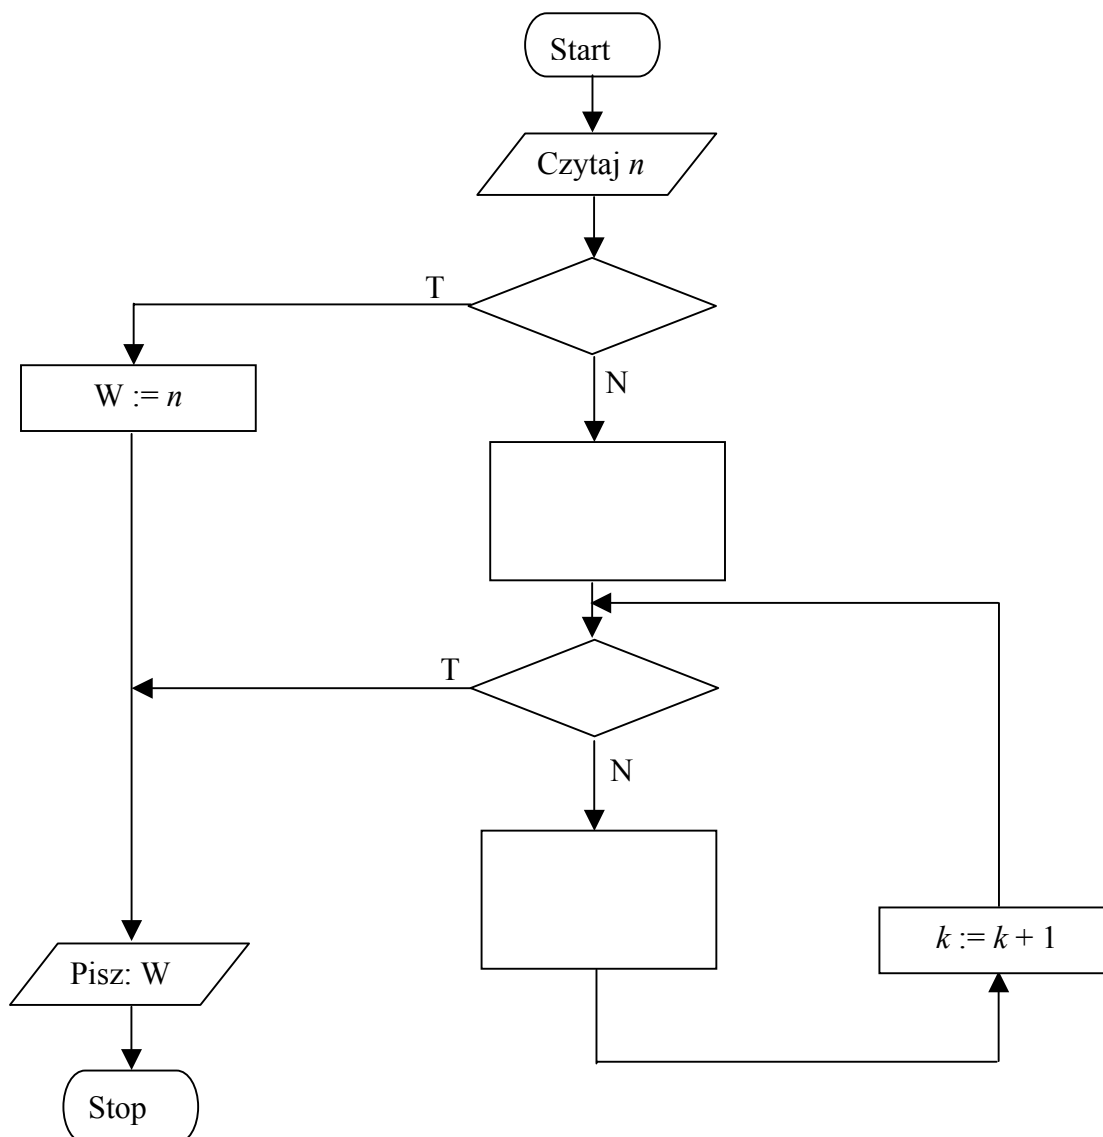 Start
Czytaj n
T
W := n
N
T
N
k := k + 1
Pisz: W
Stop